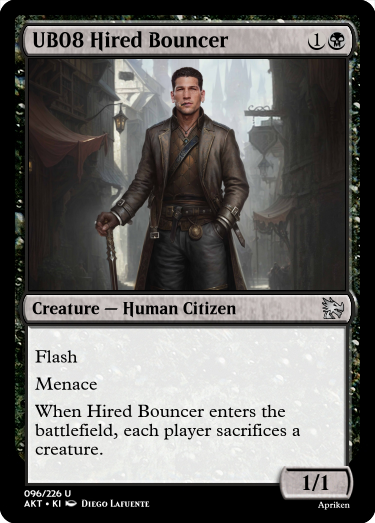 UB08 Hired Bouncer
1
Creature — Human Citizen
Flash
Menace
When Hired Bouncer enters the
battlefield, each player sacrifices a
creature.
1/1
096/226 U
AKT • KI Diego Lafuente
Apriken